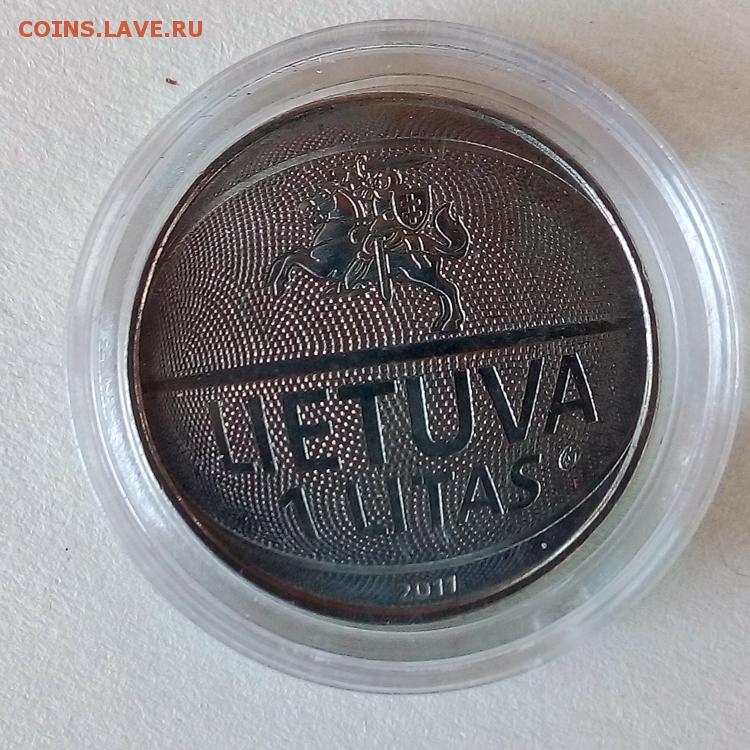 COINS.LAVE.RU
LIETUVA
1 LITAS
2011